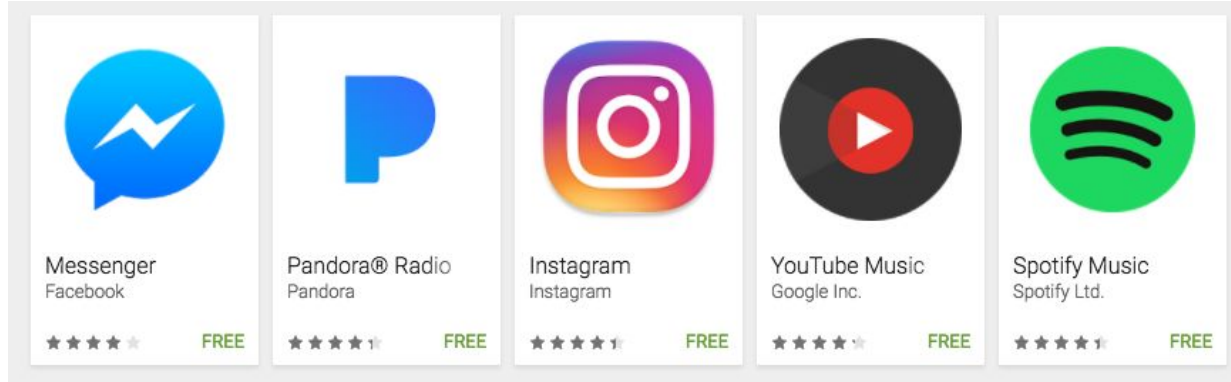 Messenger
Facebook
FREE
Pandora® Radio
Pandora
FREE
Instagram
Instagram
FREE
YouTube Music
Google Inc.
FREE
Spotify Music
Spotify Ltd.
FREE